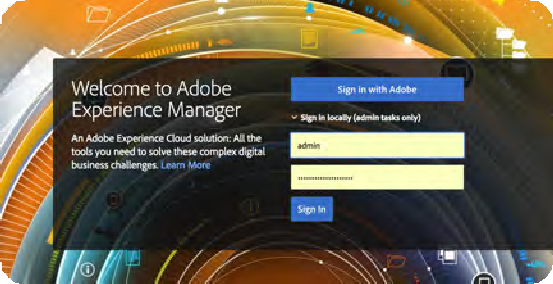 Welcome to Adobe
Experience Manager
An Adobe Experience Cloud solution: All the
tools you need to solve these complex digital
business challenges. Learn More
Sign in with Adobe
Sign in locally (admin tasks only)
admin
Sign In